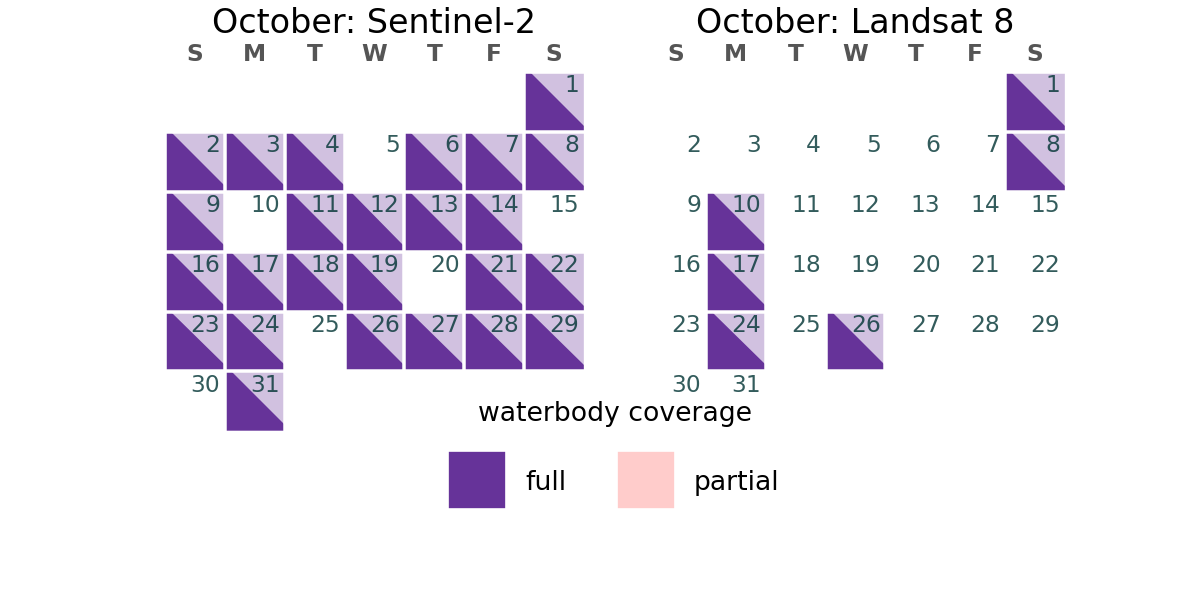 October: Sentinel-2
S M T W T F S
1
2 3 4 5 6 7 8
9 10 11 12 13 14 15
16 17 18 19 20 21 22
23 24 25 26 27 28 29
30 31
October: Landsat 8
S M T W T F S
1
2 3 4 5 6 7 8
9 10 11 12 13 14 15
16 17 18 19 20 21 22
23 24 25 26 27 28 29
30 31
waterbody coverage
full partial